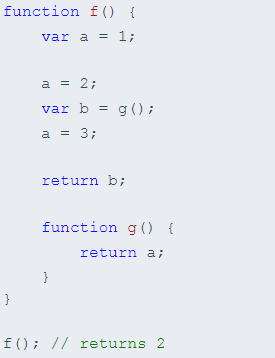 function f() {
    var a = 1;

    a = 2;
    var b = g();
    a = 3;

    return b;

    function g() {
        return a;
    }
}

f(); // returns 2